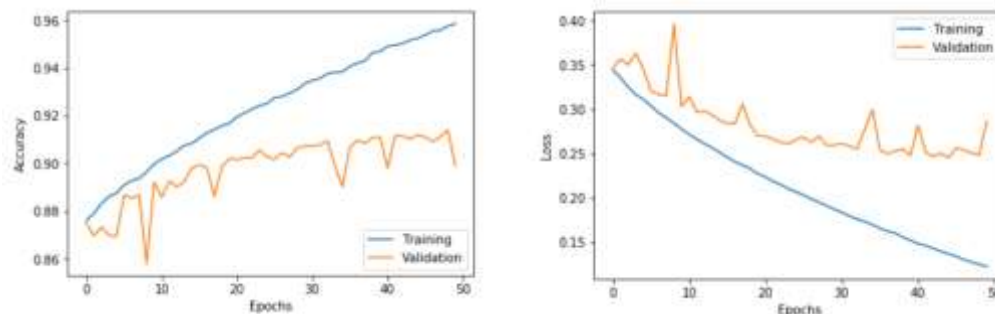 0.96
0.94
0.92
0.90
0.88
0.86
Accuracy
0 10 20 30 40 50
Epochs
Training
Validation
0.40
0.35
0.30
0.25
0.20
0.15
Loss
0 10 20 30 40 50
Epochs
Training
Validation